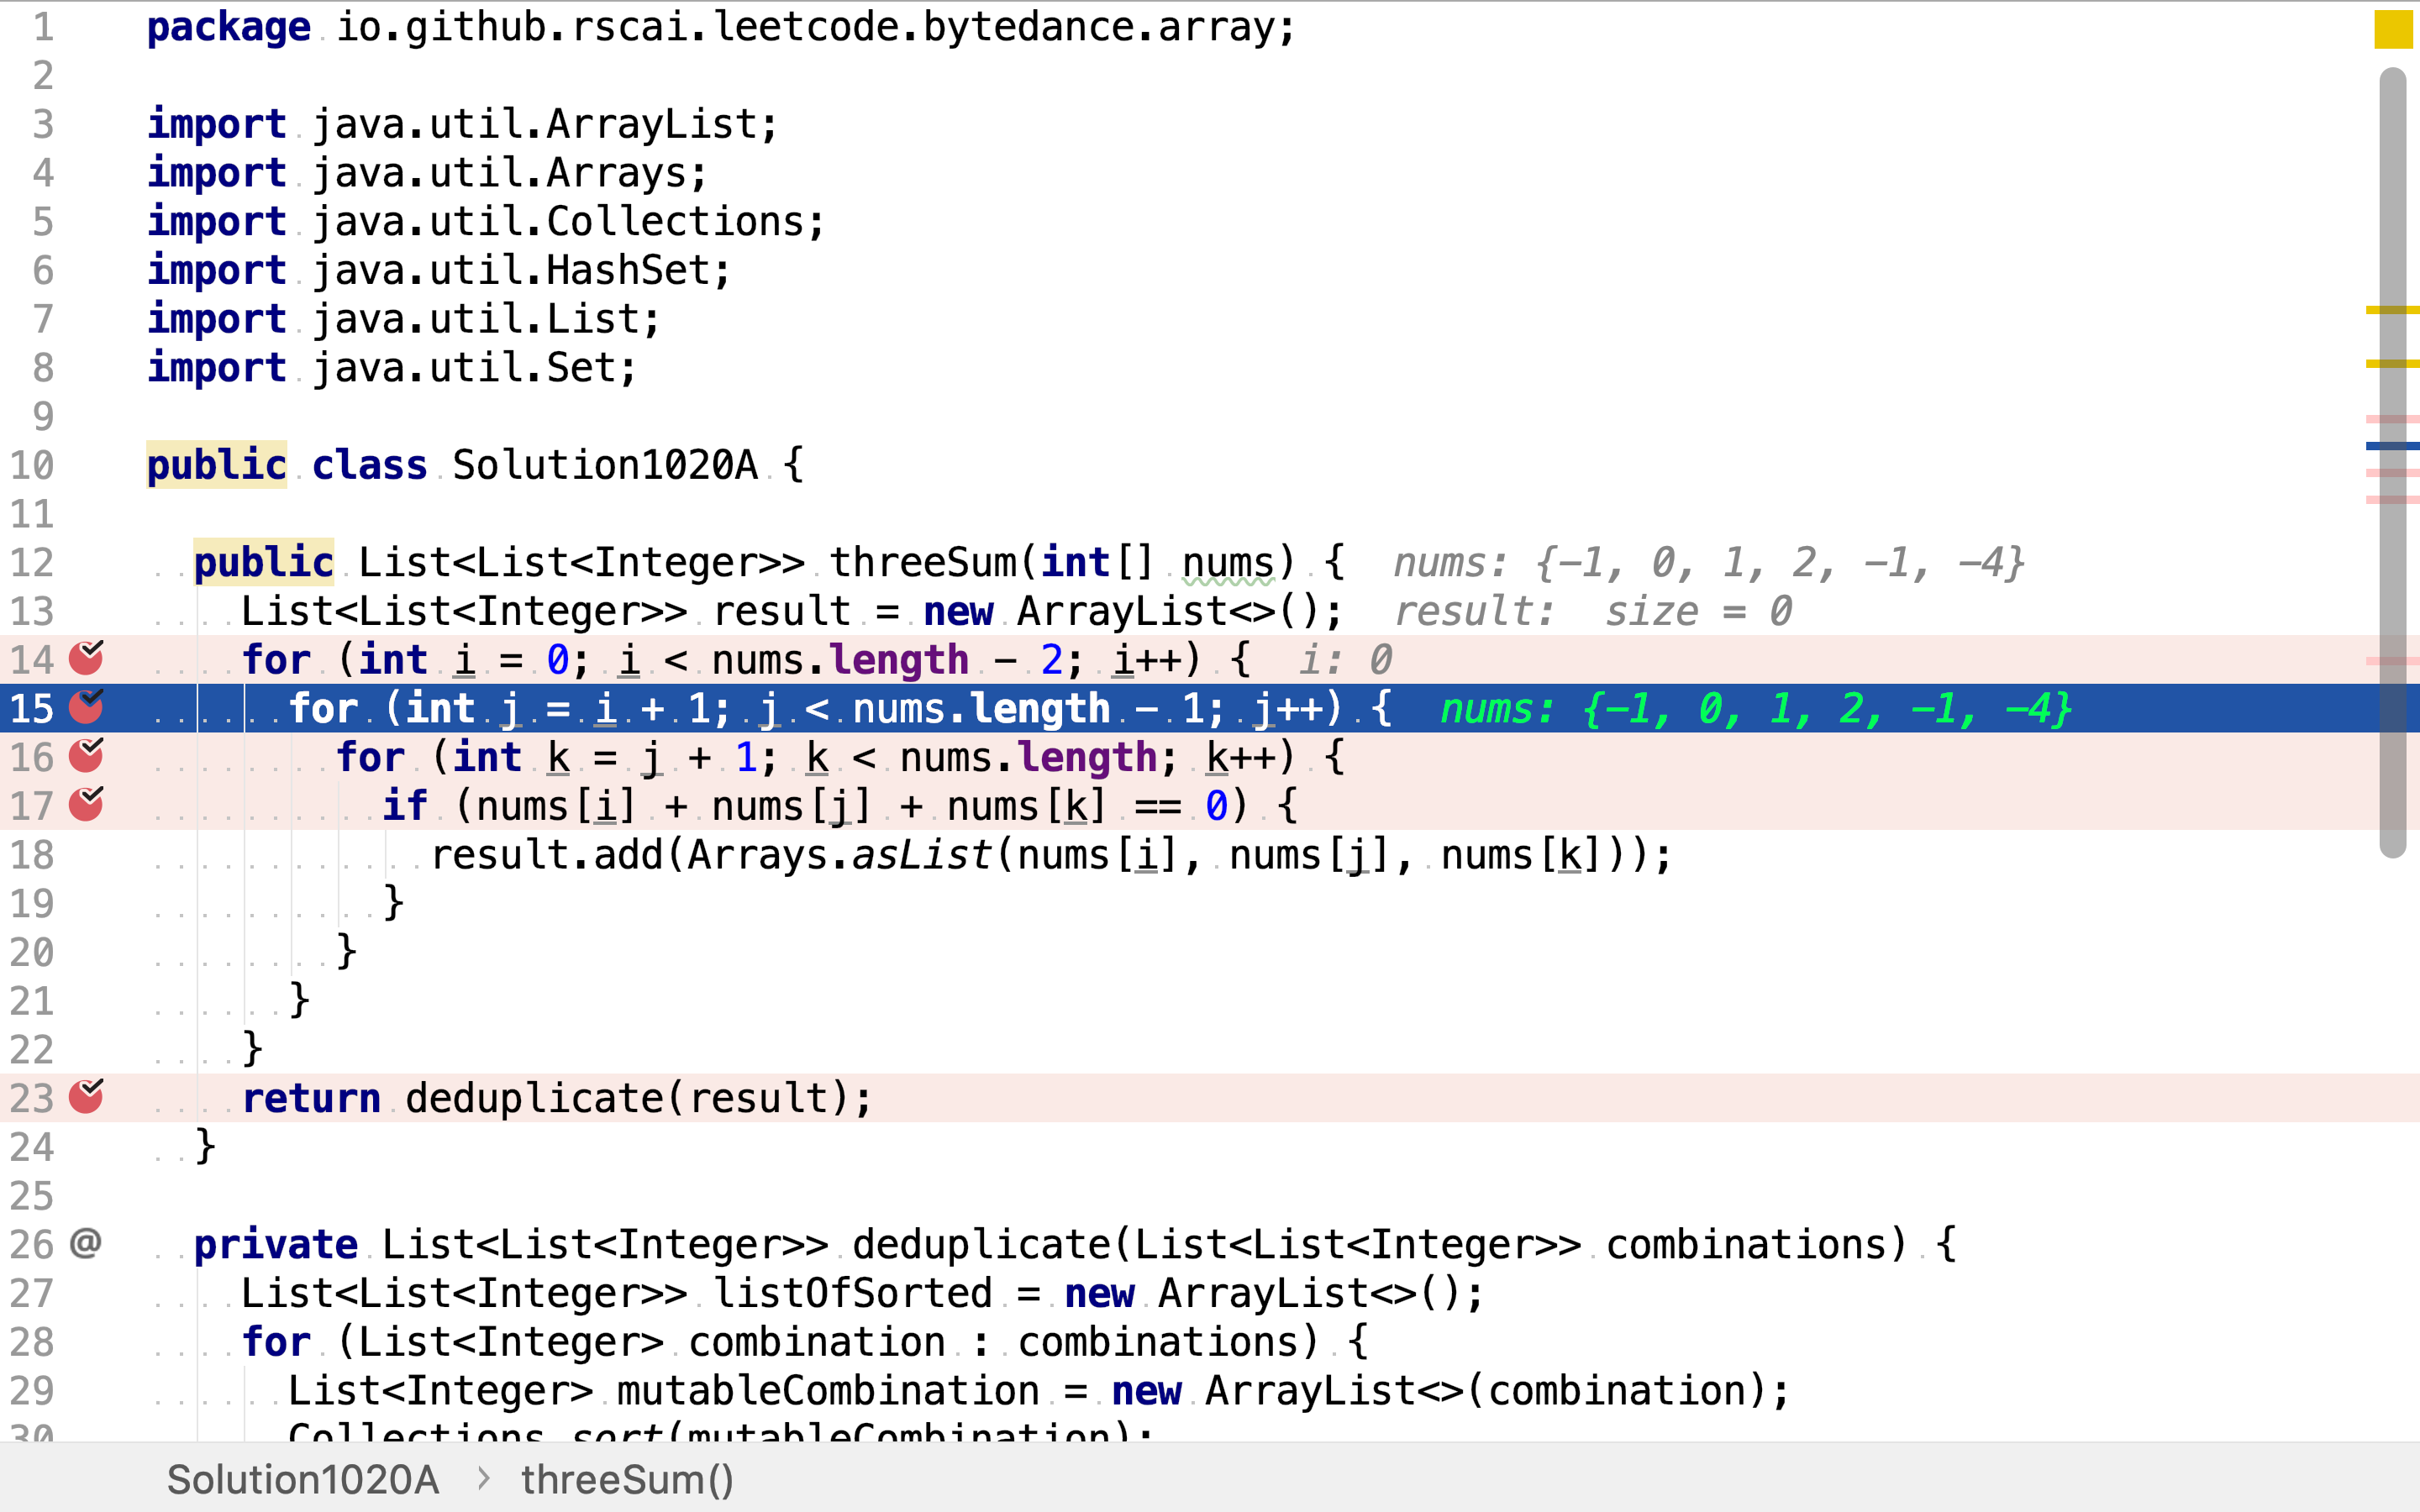 1 package io.github.rscai.leetcode.bytedance.array;
2
3 import java.util.ArrayList;
4 import java.util.Arrays;
5 import java.util.Collections;
6 import java.util.HashSet;
7 import java.util.List;
8 import java.util.Set;
9
10 public class Solution1020A {
11
12 public List<List<Integer>> threeSum(int[] nums) { nums: {-1, 0, 1, 2, -1, -4}
13 List<List<Integer>> result = new ArrayList<>(); result: size = 0
14 for (int i = 0; i < nums.length - 2; i++) { i: 0
15 for (int j = i + 1; j < nums.length - 1; j++) { nums: {-1, 0, 1, 2, -1, -4}
16 for (int k = j + 1; k < nums.length; k++) {
17 if (nums[i] + nums[j] + nums[k] == 0) {
18 result.add(Arrays.asList(nums[i], nums[j], nums[k]));
19 }
20 }
21 }
22 }
23 return deduplicate(result);
24 }
25
26 @ private List<List<Integer>> deduplicate(List<List<Integer>> combinations) {
27 List<List<Integer>> listOfSorted = new ArrayList<>();
28 for (List<Integer> combination : combinations) {
29 List<Integer> mutableCombination = new ArrayList<>(combination);
30 Collections.sort(mutableCombination);
Solution1020A > threeSum()